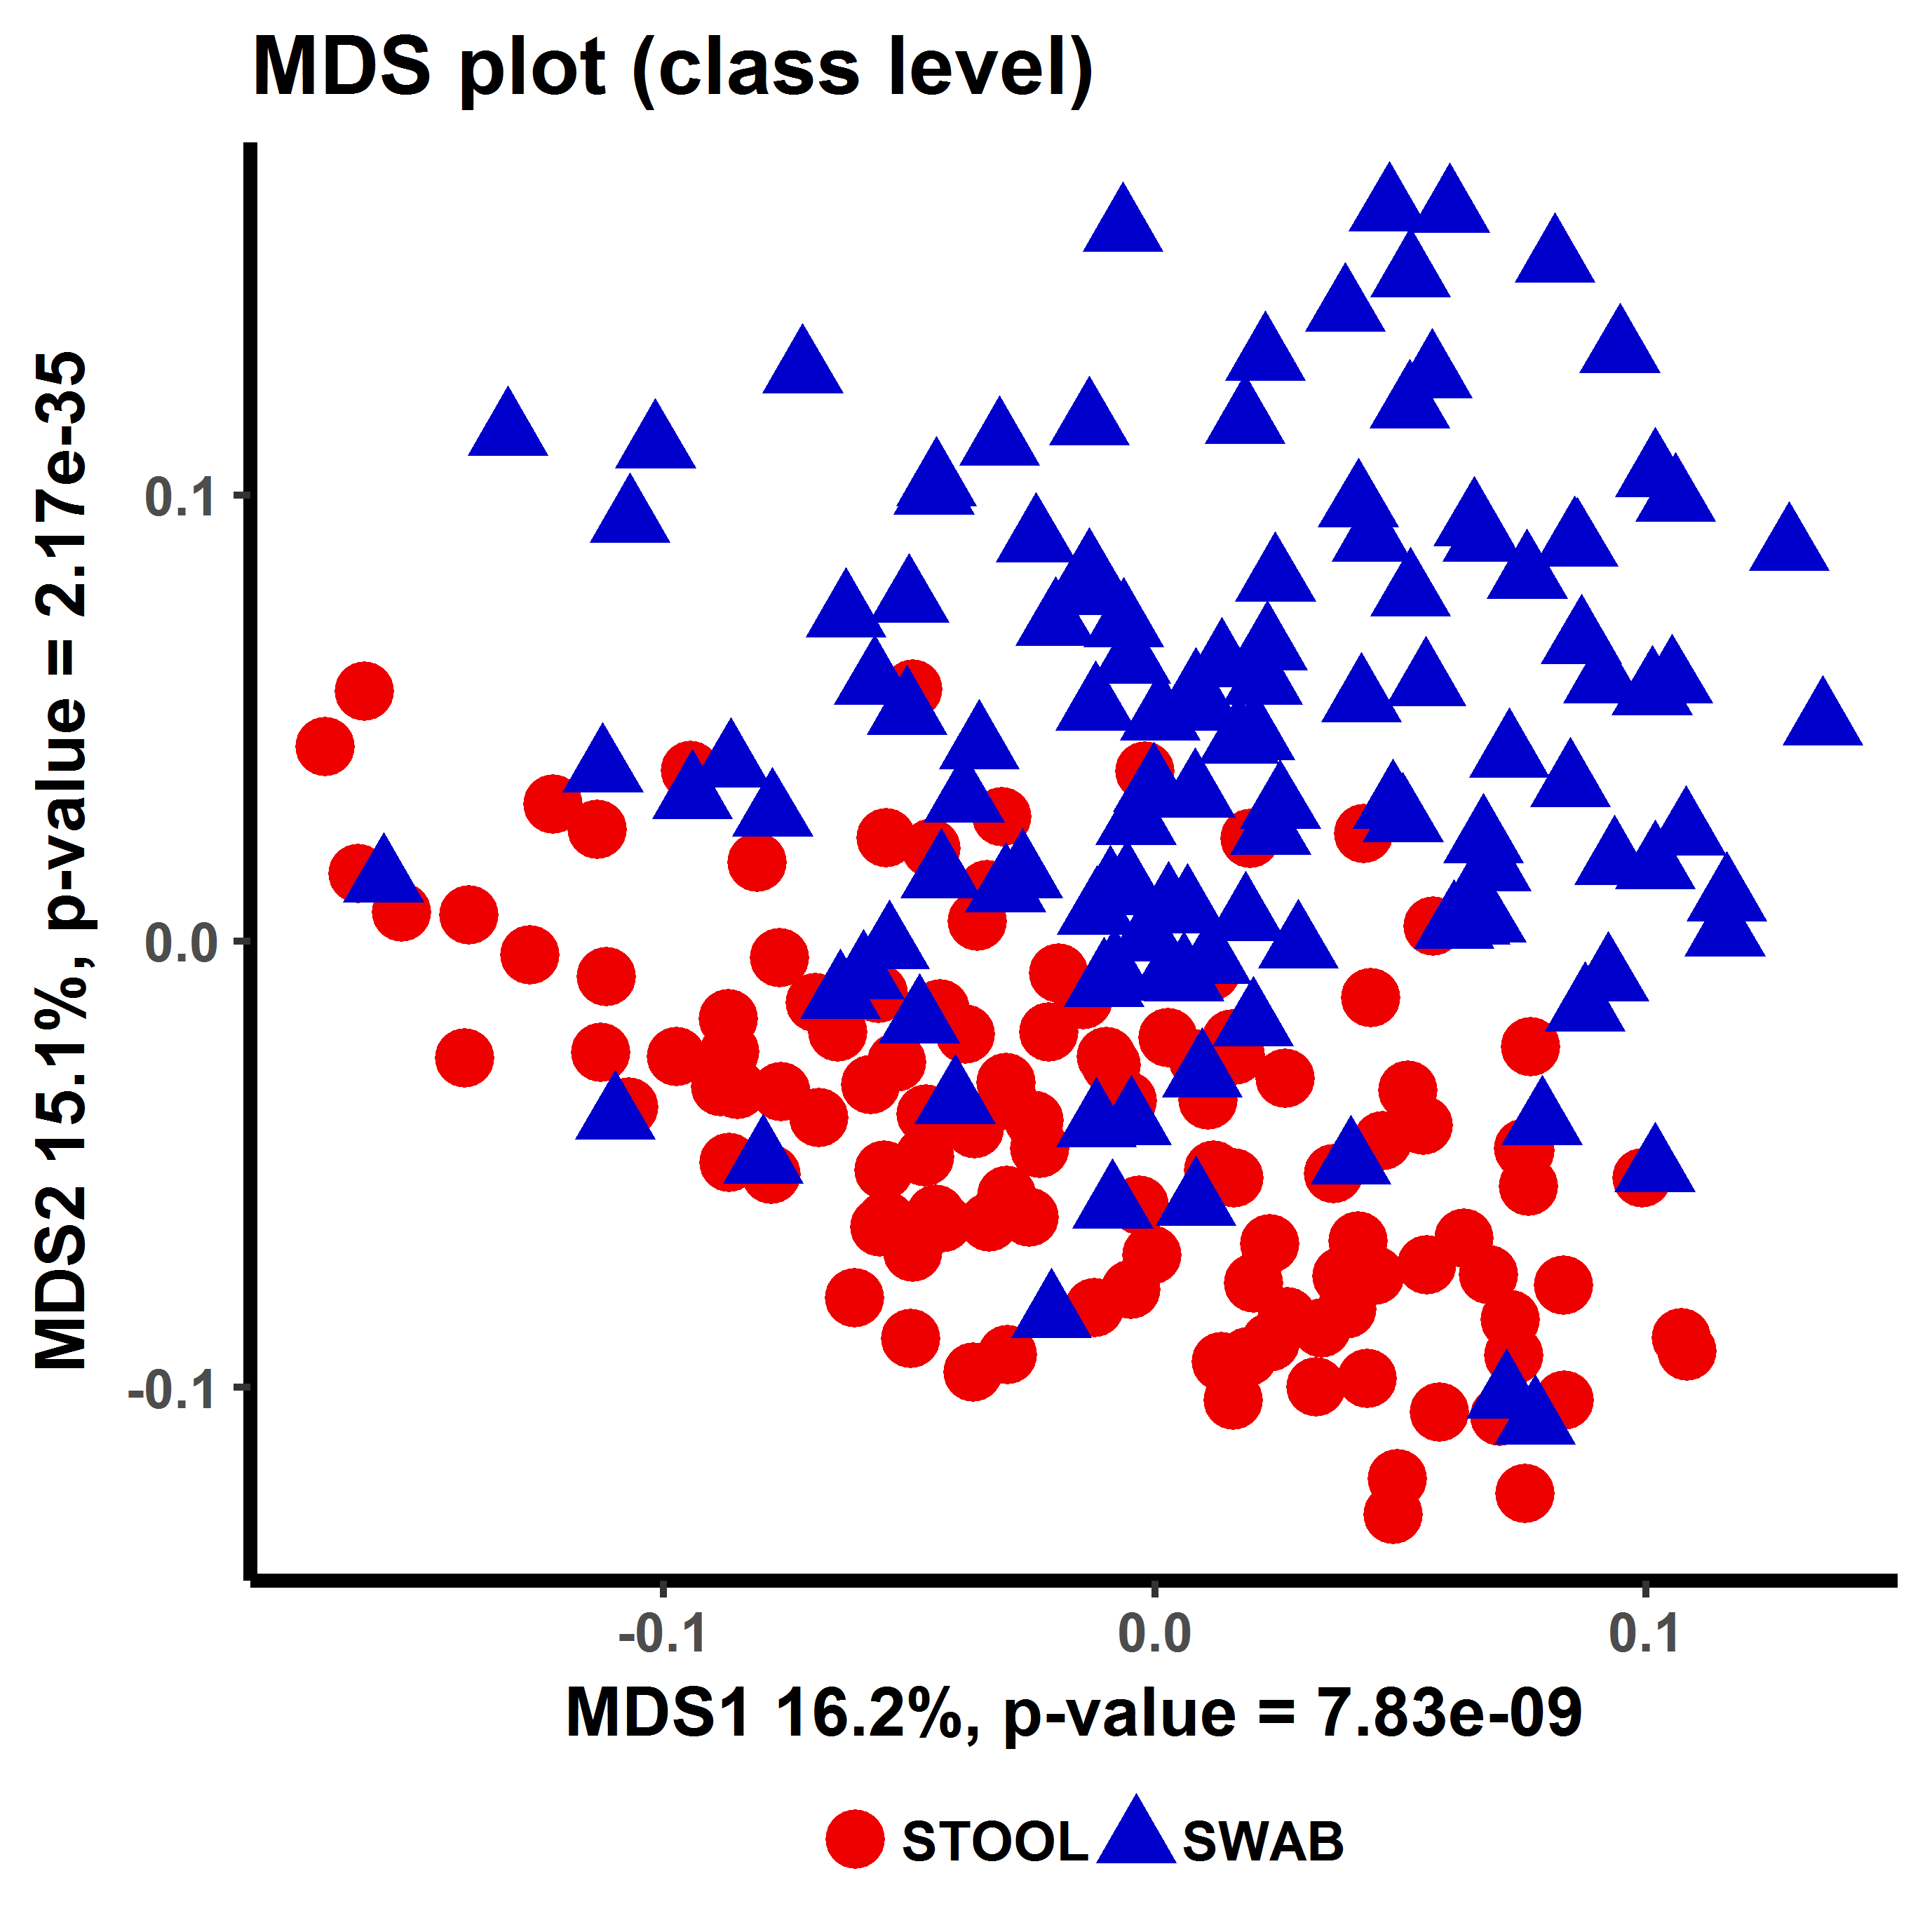 MDS plot (class level)
MDS2 15.1%, p-value = 2.17e-35
0.1
0.0
-0.1
-0.1 0.0 0.1
MDS1 16.2%, p-value = 7.83e-09
STOOL SWAB